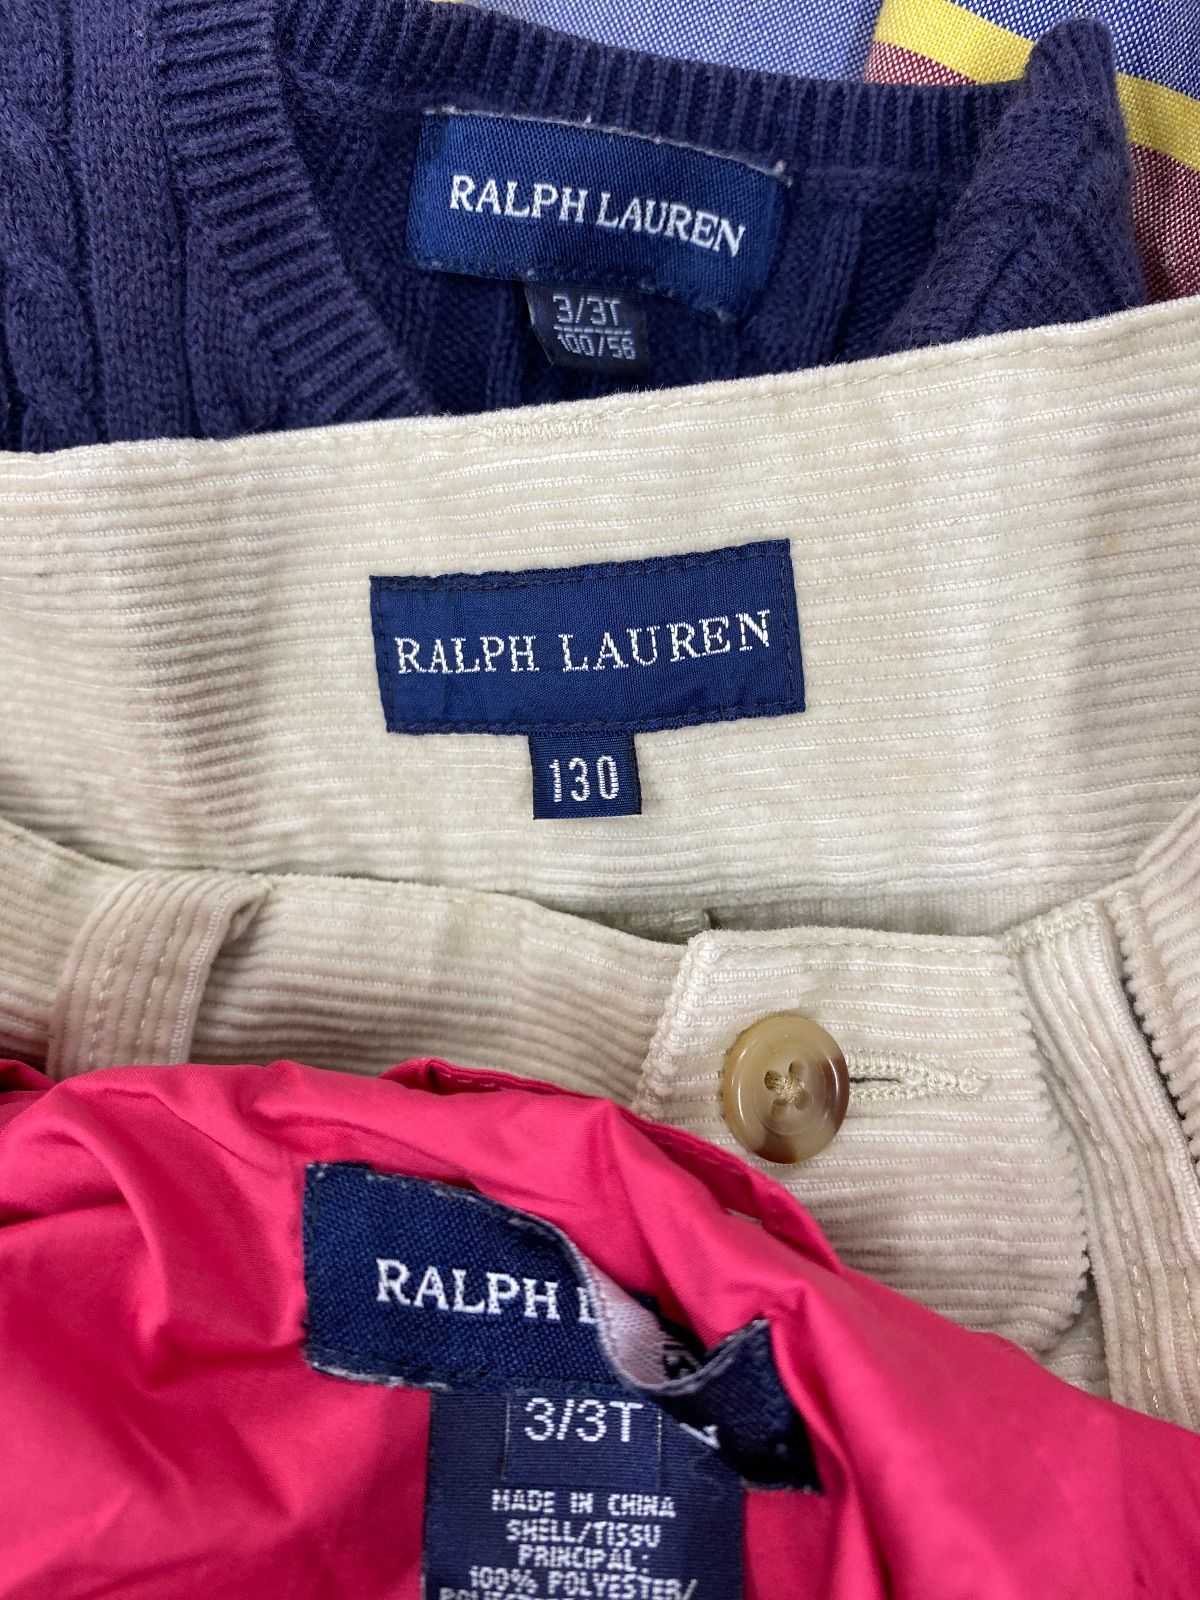 RALPH LAUREN
3/3T
100/56
RALPH LAUREN
130
RALPH
3/3T
MADE IN CHINA
SHELL/TISSU
PRINCIPAL:
100% POLYESTER/